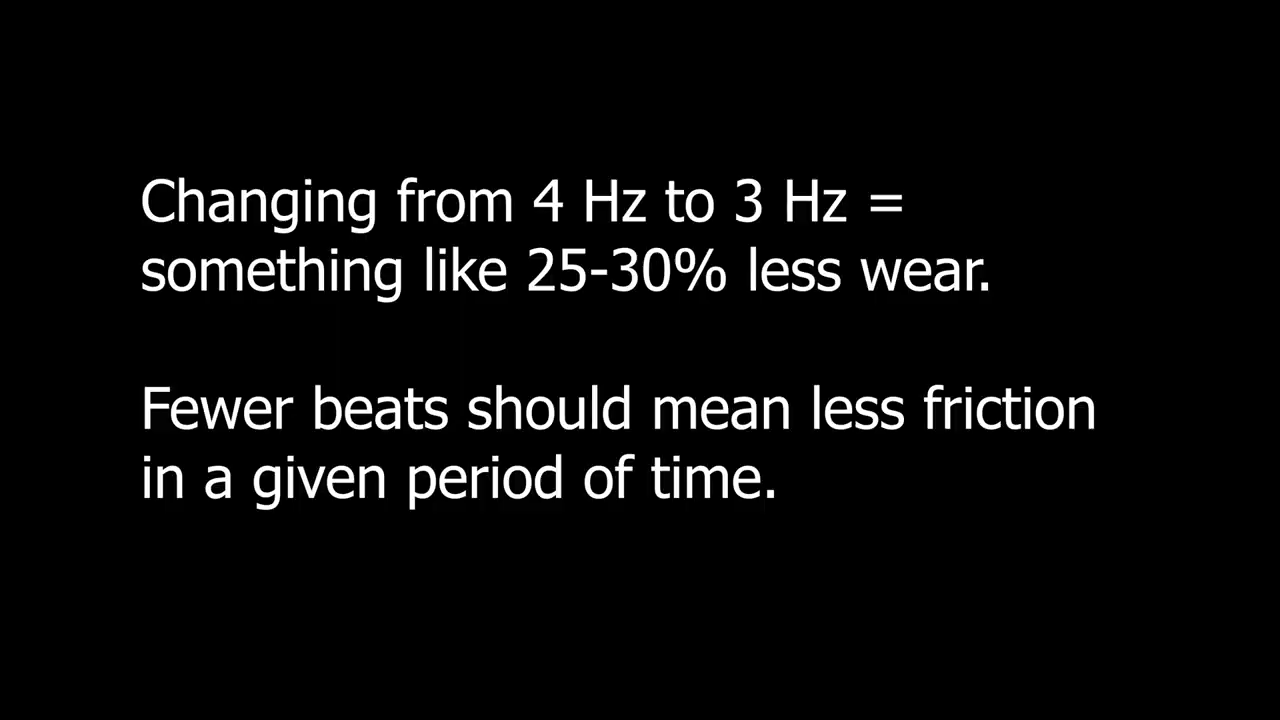 Changing from 4 Hz to 3 Hz =
something like 25-30% less wear.
Fewer beats should mean less friction
in a given period of time.